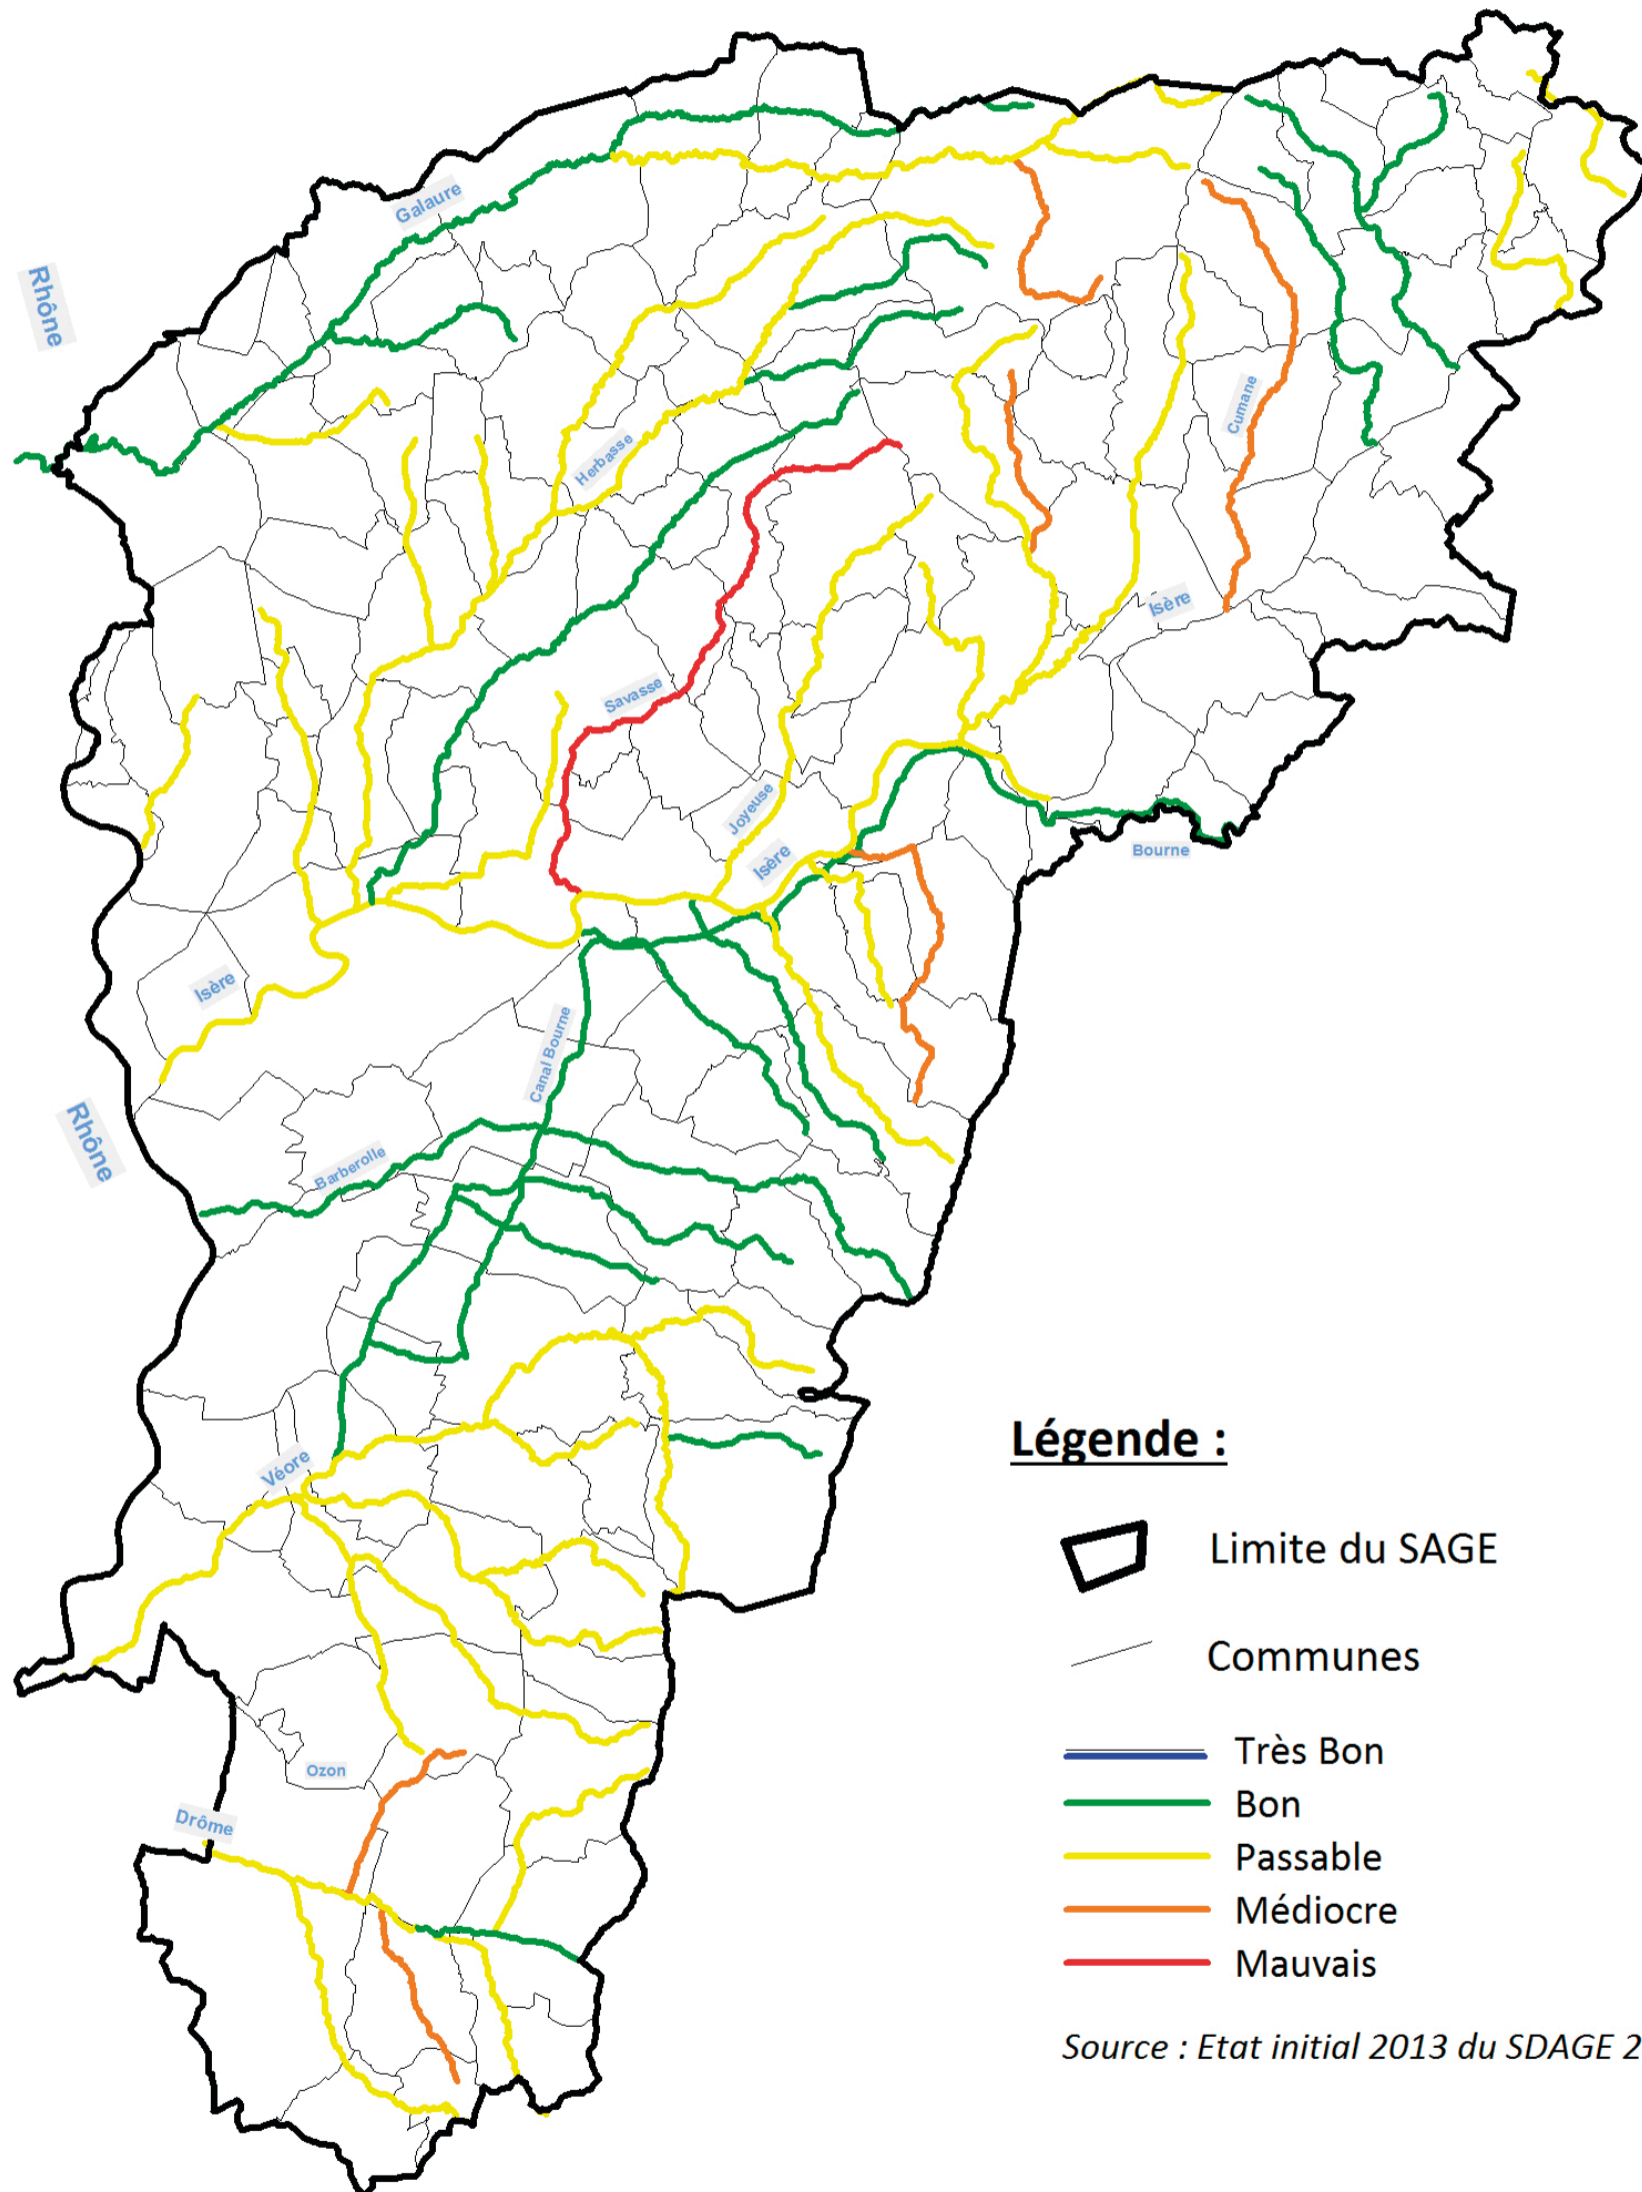 Galaure
Rhône
Cumane
Herbasse
Isère
Savasse
Joyeuse
Isère
Bourne
Isère
Canal Bourne
Rhône
Barberolle
Véore
Ozon
Drôme
Légende :
Limite du SAGE
Communes
Très Bon
Bon
Passable
Médiocre
Mauvais
Source : Etat initial 2013 du SDAGE 2